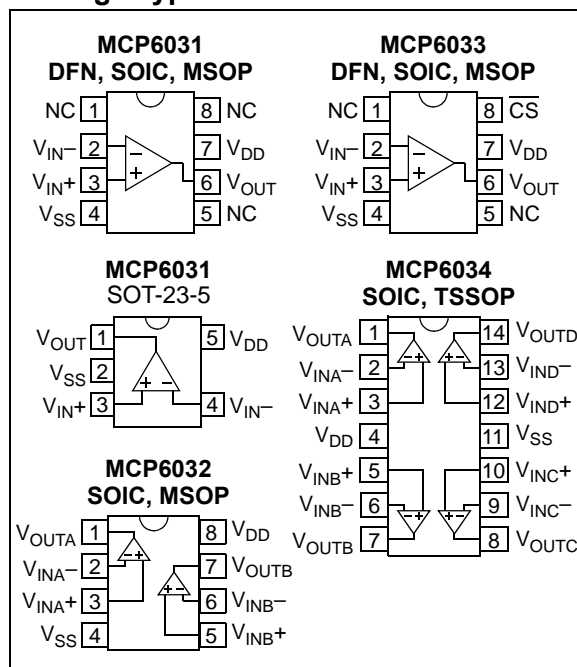 MCP6031
DFN, SOIC, MSOP
NC 1
8 NC
VIN– 2
7 VDD
VIN+ 3
6 VOUT
VSS 4
5 NC
MCP6033
DFN, SOIC, MSOP
NC 1
8 C̅S̅
VIN– 2
7 VDD
VIN+ 3
6 VOUT
VSS 4
5 NC
MCP6031
SOT-23-5
VOUT 1
5 VDD
VSS 2
VIN+ 3
4 VIN–
MCP6034
SOIC, TSSOP
VOUTA 1
14 VOUTD
VINA– 2
13 VIND–
VINA+ 3
12 VIND+
VDD 4
11 VSS
VINB+ 5
10 VINC+
VINB– 6
9 VINC–
VOUTB 7
8 VOUTC
MCP6032
SOIC, MSOP
VOUTA 1
8 VDD
VINA– 2
7 VOUTB
VINA+ 3
6 VINB–
VSS 4
5 VINB+